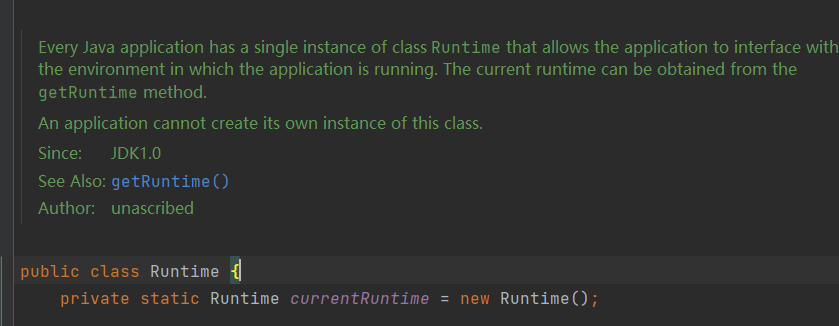 Every Java application has a single instance of class Runtime that allows the application to interface with
the environment in which the application is running. The current runtime can be obtained from the
getRuntime method.
An application cannot create its own instance of this class.
Since: JDK1.0
See Also: getRuntime()
Author: unascribed
public class Runtime {
    private static Runtime currentRuntime = new Runtime();